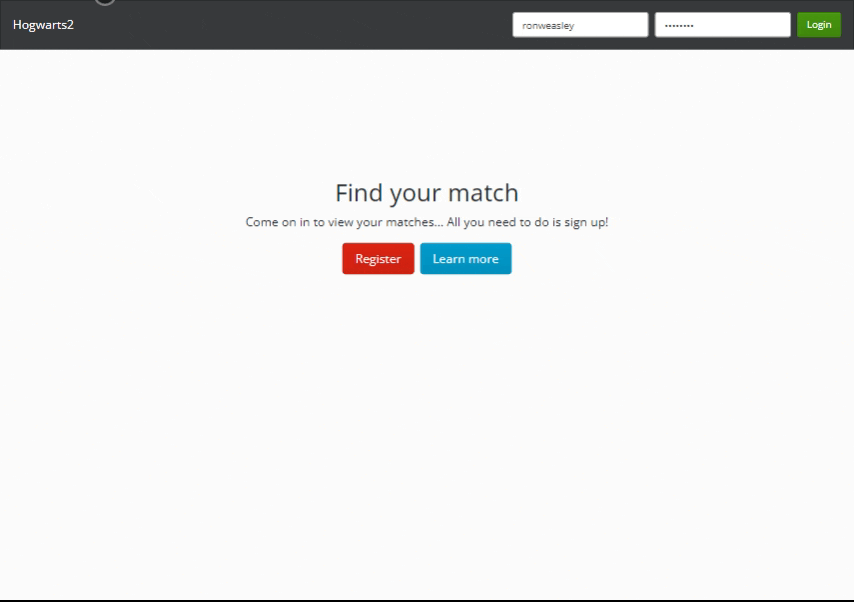 Hogwarts2
ronweasley
••••••••
Login
Find your match
Come on in to view your matches... All you need to do is sign up!
Register
Learn more